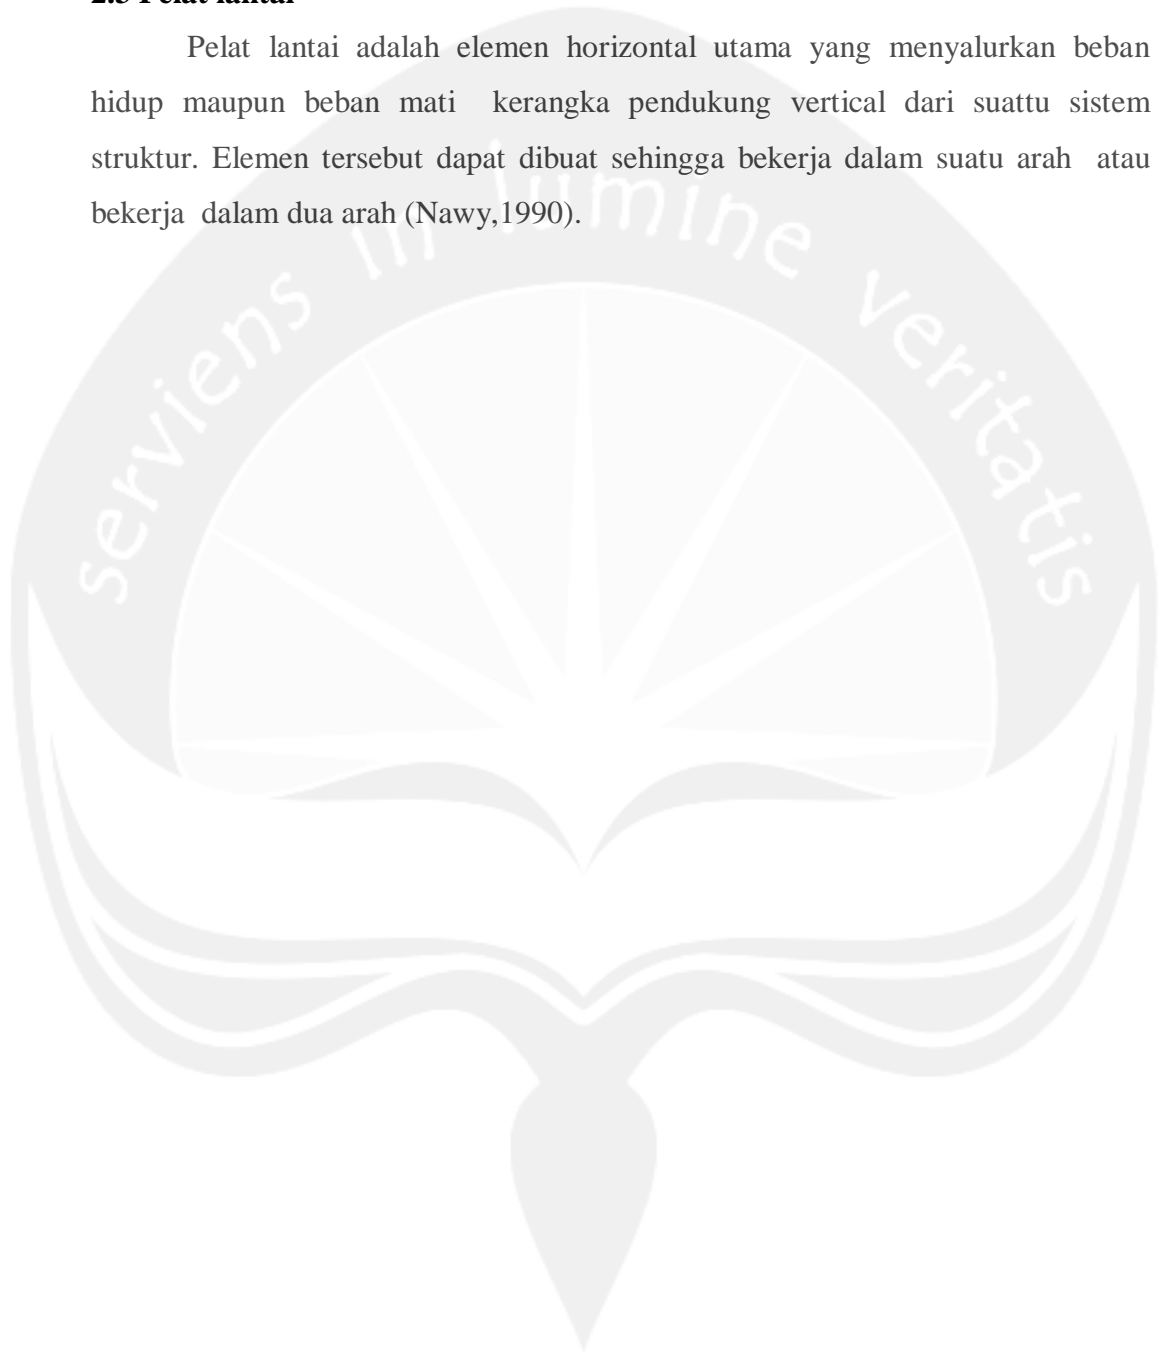 Pelat lantai adalah elemen horizontal utama yang menyalurkan beban
hidup maupun beban mati kerangka pendukung vertical dari suattu sistem
struktur. Elemen tersebut dapat dibuat sehingga bekerja dalam suatu arah atau
bekerja dalam dua arah (Nawy,1990).
serviens in lumine veritatis